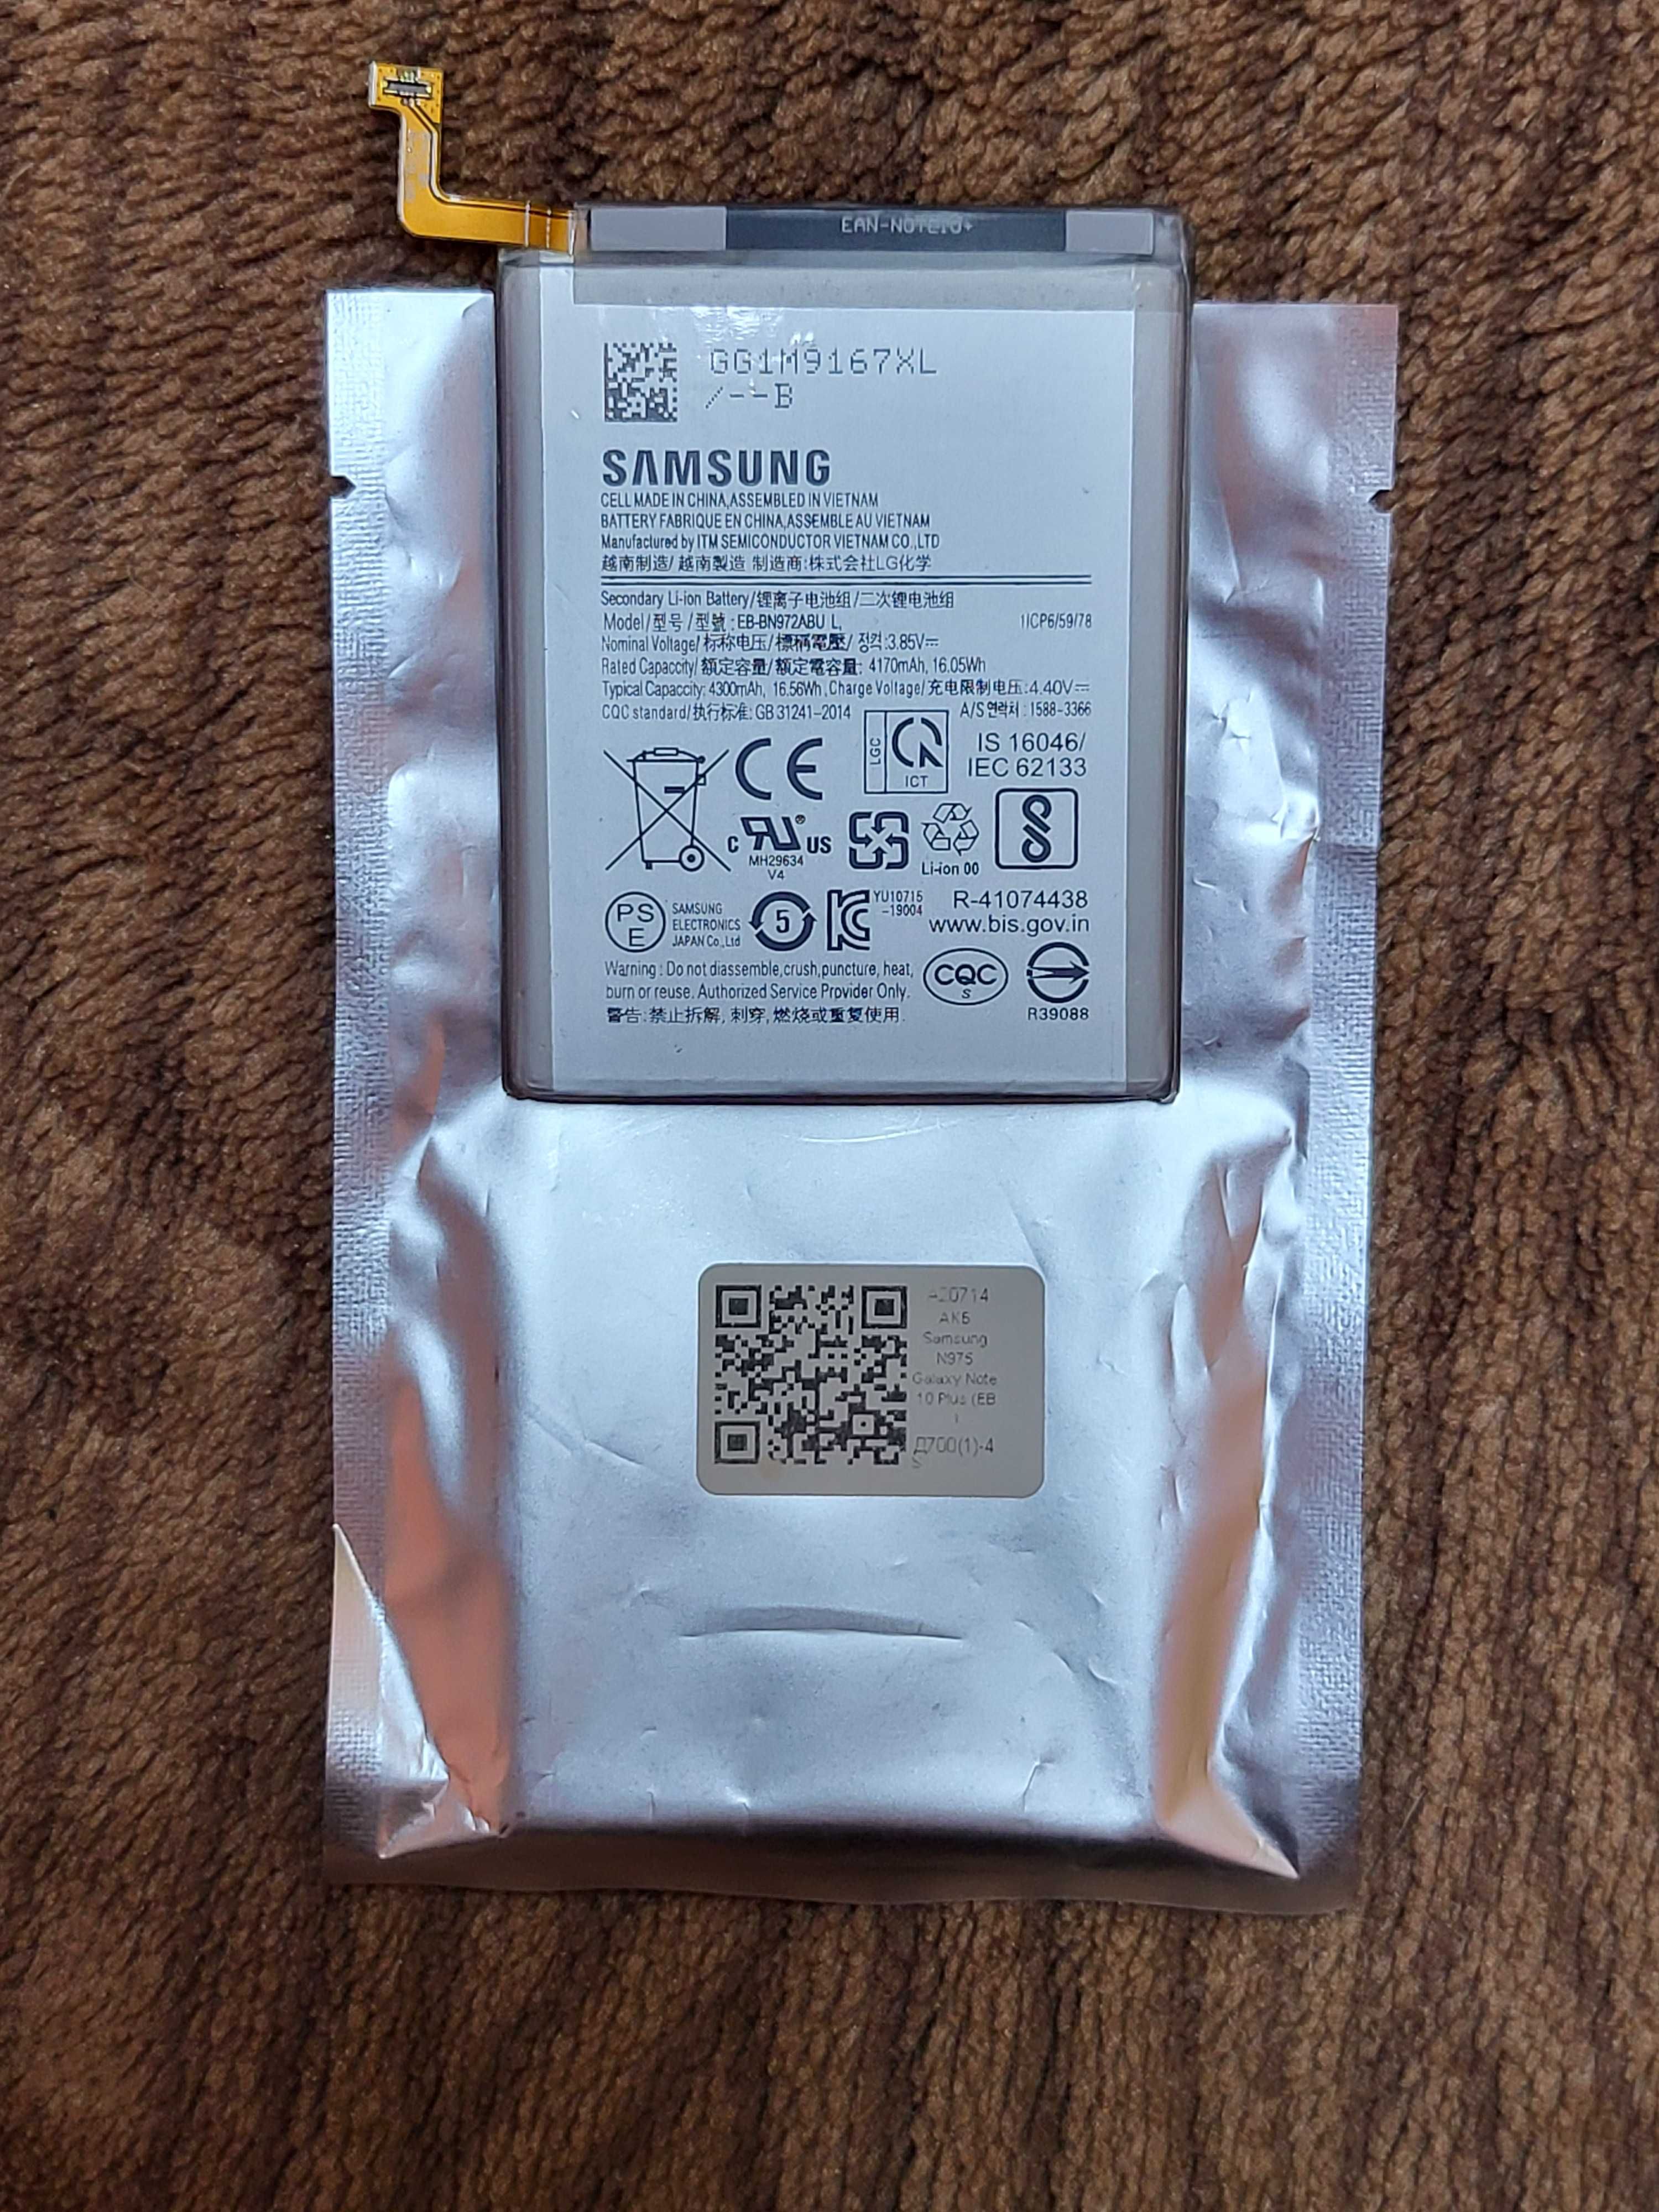 EAN-NOTE10+
GG1M9167XL
/--B
SAMSUNG
CELL MADE IN CHINA,ASSEMBLED IN VIETNAM
BATTERY FABRIQUE EN CHINA,ASSEMBLE AU VIETNAM
Manufactured by ITM SEMICONDUCTOR VIETNAM CO.,LTD
越南制造/ 越南製造 制造商:株式会社LG化学
Secondary Li-ion Battery/锂离子电池组/二次锂电池组
Model/型号/型號:EB-BN972ABU L, 1ICP6/59/78
Nominal Voltage/标称电压/標稱電壓/ 정격:3.85V⎓
Rated Capaccity/额定容量/額定電容量: 4170mAh, 16.05Wh
Typical Capaccity: 4300mAh, 16.56Wh,Charge Voltage/充电限制电压:4.40V⎓
CQC standard/执行标准:GB 31241-2014 A/S연락처:1588-3366
LGC
ICT
IS 16046/
IEC 62133
CE
c RU ® US
MH29634
V4
Li-ion 00
PS
E
SAMSUNG
ELECTRONICS
JAPAN Co.,Ltd
5
KC
YU10715
-19004
R-41074438
www.bis.gov.in
Warning : Do not diassemble,crush,puncture, heat,
burn or reuse. Authorized Service Prpvider Only.
警告:禁止拆解, 刺穿,燃烧或重复使用.
CQC
S
R39088
AZ0714
AK5
Samsung
N975
Galaxy Note
10 Plus (EB
)
Д700(1)-4
S